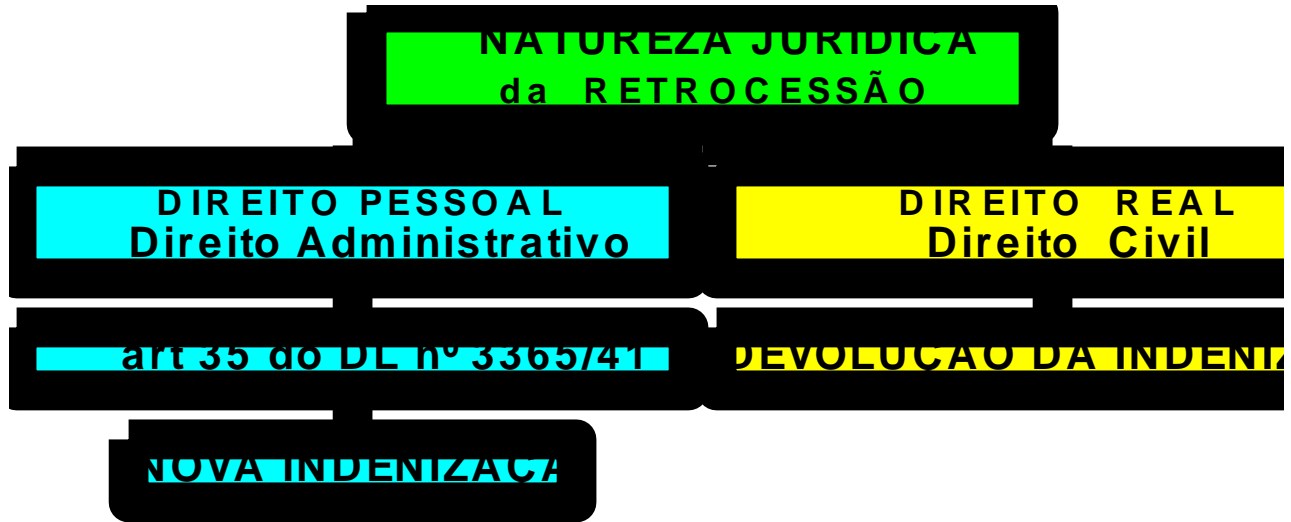 NATUREZA JURÍDICA
da RETROCESSÃO
DIREITO PESSOAL
Direito Administrativo
DIREITO REAL
Direito Civil
art 35 do DL nº 3365/41
DEVOLUÇÃO DA
NOVA